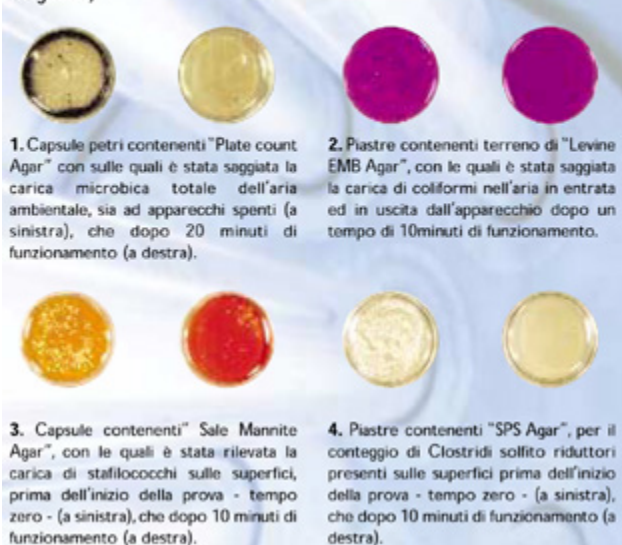 1. Capsule petri contenenti "Plate count
Agar" con sulle quali è stata saggiata la
carica microbica totale dell'aria
ambientale, sia ad apparecchi spenti (a
sinistra), che dopo 20 minuti di
funzionamento (a destra).
2. Piastre contenenti terreno di "Levine
EMB Agar", con le quali è stata saggiata
la carica di coliformi nell'aria in entrata
ed in uscita dall'apparecchio dopo un
tempo di 10minuti di funzionamento.
3. Capsule contenenti" Sale Mannite
Agar", con le quali è stata rilevata la
carica di stafilococchi sulle superfici,
prima dell'inizio della prova - tempo
zero - (a sinistra), che dopo 10 minuti di
funzionamento (a destra).
4. Piastre contenenti "SPS Agar", per il
conteggio di Clostridi solfito riduttori
presenti sulle superfici prima dell'inizio
della prova - tempo zero - (a sinistra),
che dopo 10 minuti di funzionamento (a
destra).